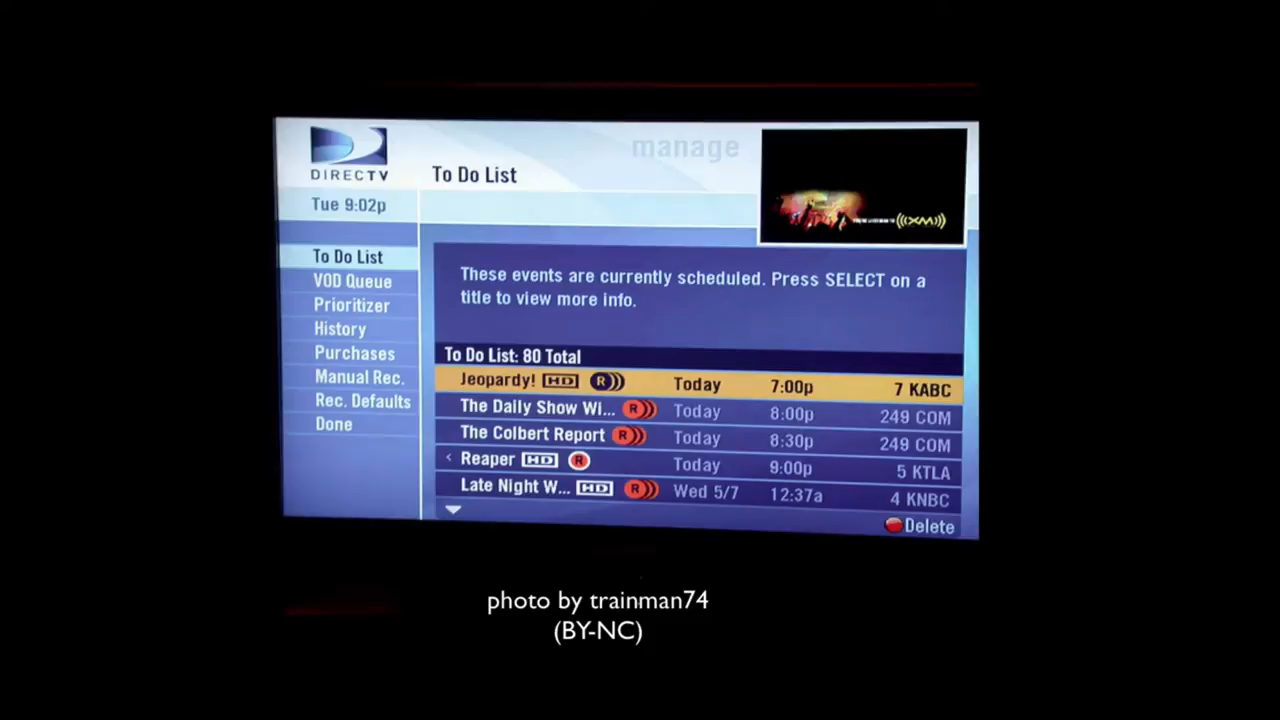 DIRECTV
manage
To Do List
Tue 9:02p
((XM))
To Do List
VOD Queue
Prioritizer
History
Purchases
Manual Rec.
Rec. Defaults
Done
These events are currently scheduled. Press SELECT on a
title to view more info.
To Do List: 80 Total
Jeopardy! HD R Today 7:00p 7 KABC
The Daily Show Wi... R Today 8:00p 249 COM
The Colbert Report R Today 8:30p 249 COM
< Reaper HD R Today 9:00p 5 KTLA
Late Night W... HD R Wed 5/7 12:37a 4 KNBC
Delete
photo by trainman74
(BY-NC)